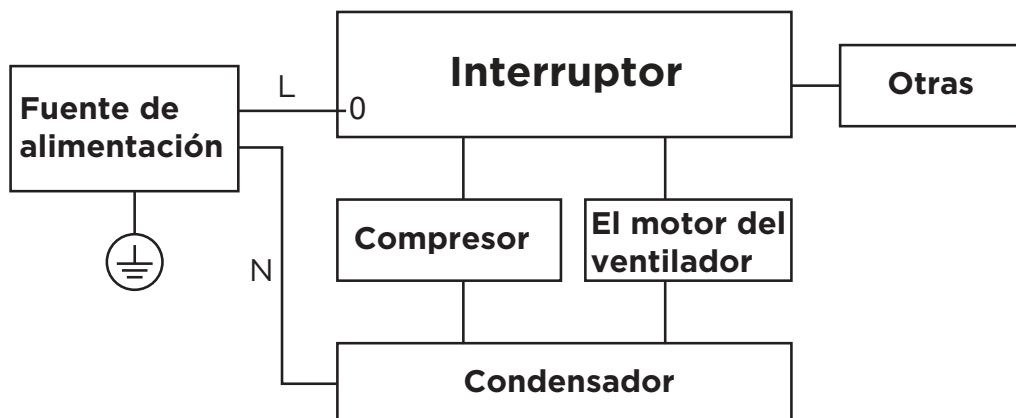 Interruptor
Otras
L
0
Fuente de
alimentación
Compresor
El motor del
ventilador
N
Condensador